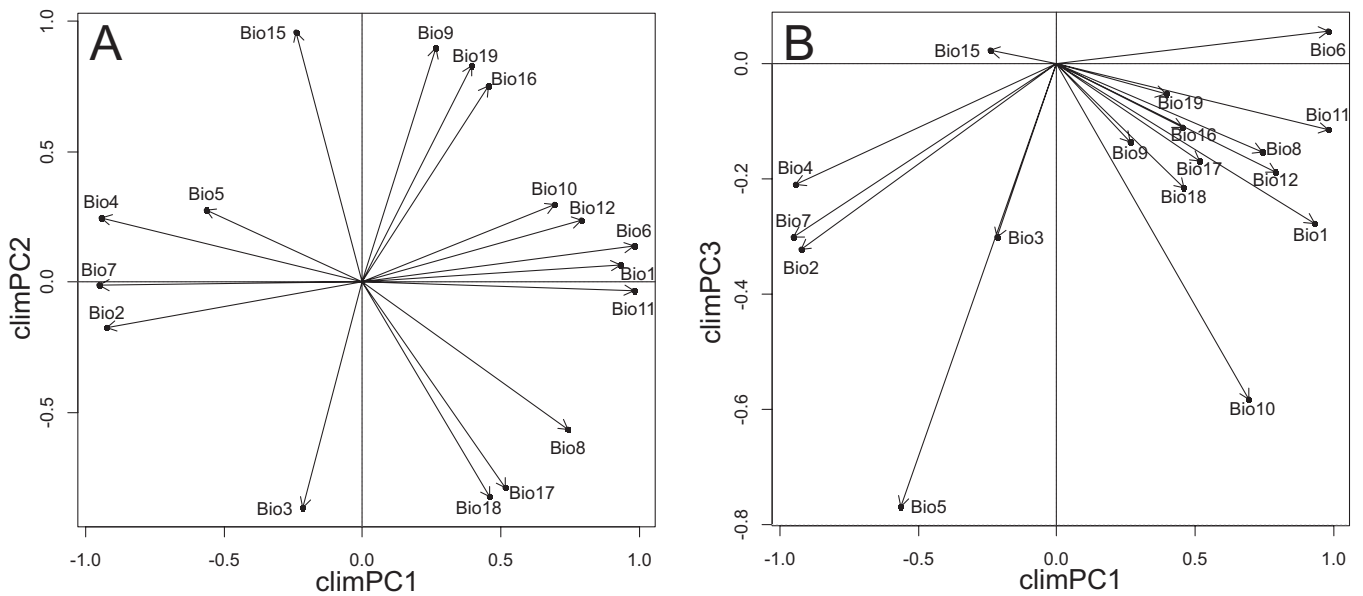 A
Bio15
Bio9
Bio19
Bio16
Bio10
Bio12
Bio5
Bio4
Bio6
Bio7
Bio1
Bio2
Bio11
Bio8
Bio17
Bio3
Bio18
1.0
0.5
0.0
-0.5
climPC2
-1.0 -0.5 0.0 0.5 1.0
climPC1
B
Bio15
Bio6
Bio19
Bio11
Bio16
Bio8
Bio9
Bio17
Bio12
Bio4
Bio18
Bio7
Bio3
Bio1
Bio2
Bio10
Bio5
0.0
-0.2
-0.4
-0.6
-0.8
climPC3
-1.0 -0.5 0.0 0.5 1.0
climPC1